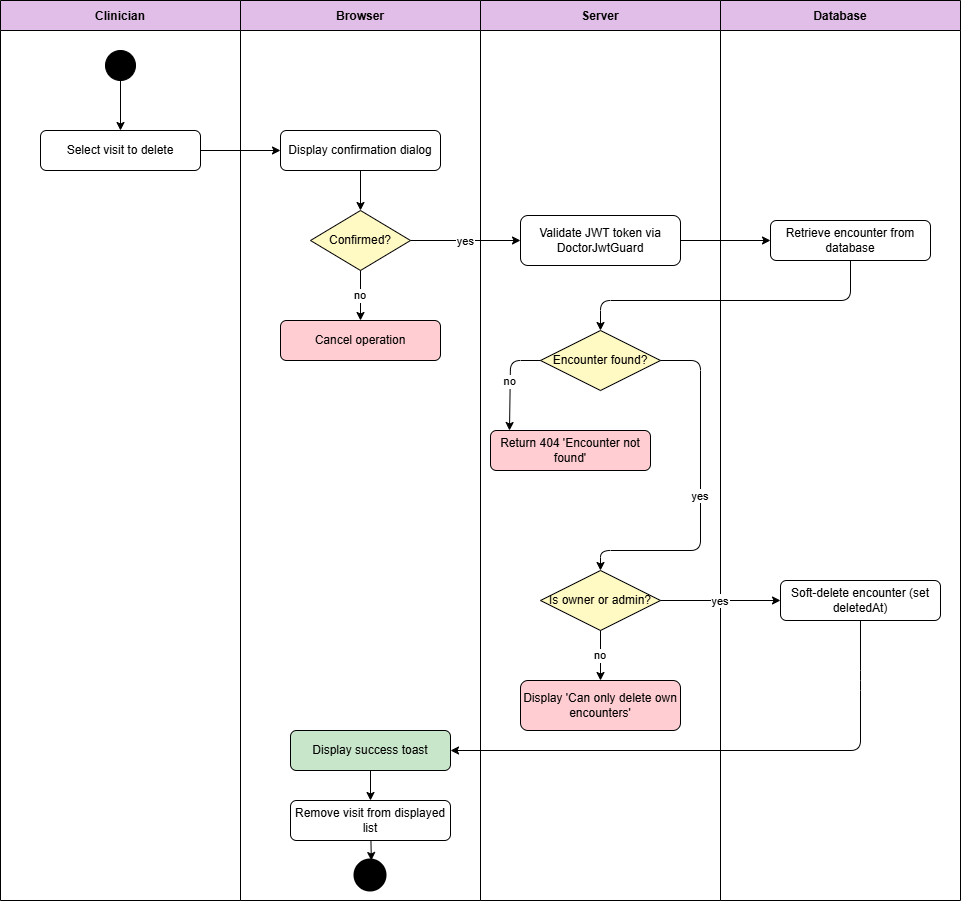 Clinician
Browser
Server
Database
Select visit to delete
Display confirmation dialog
Confirmed?
yes
no
Cancel operation
Validate JWT token via
DoctorJwtGuard
Retrieve encounter from
database
Encounter found?
no
Return 404 'Encounter not
found'
yes
Is owner or admin?
yes
Soft-delete encounter (set
deletedAt)
no
Display 'Can only delete own
encounters'
Display success toast
Remove visit from displayed
list